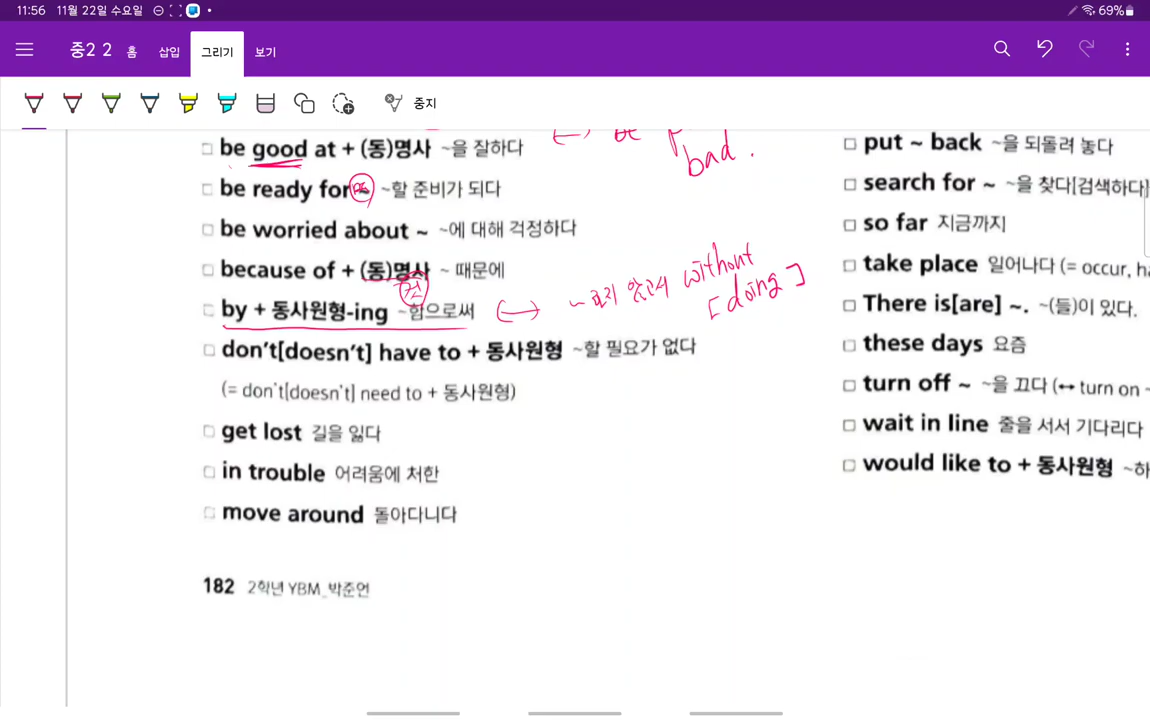 11:56 11월 22일 수요일
69%
중2 2 홈 삽입 그리기 보기
중지
bad.
□ be good at + (동)명사 ~을 잘하다
□ be ready for ~ ~할 준비가 되다
□ be worried about ~ ~에 대해 걱정하다
□ because of + (동)명사 ~ 때문에
□ by + 동사원형-ing ~함으로써
것
↔ ~하지 않고서 without
[doing]
□ don't[doesn't] have to + 동사원형 ~할 필요가 없다
(= don't[doesn't] need to + 동사원형)
□ get lost 길을 잃다
□ in trouble 어려움에 처한
□ move around 돌아다니다
182 2학년 YBM_박준언
□ put ~ back ~을 되돌려 놓다
□ search for ~ ~을 찾다[검색하다]
□ so far 지금까지
□ take place 일어나다 (= occur, ha
□ There is[are] ~. ~(들)이 있다.
□ these days 요즘
□ turn off ~ ~을 끄다 (↔ turn on ~
□ wait in line 줄을 서서 기다리다
□ would like to + 동사원형 ~하